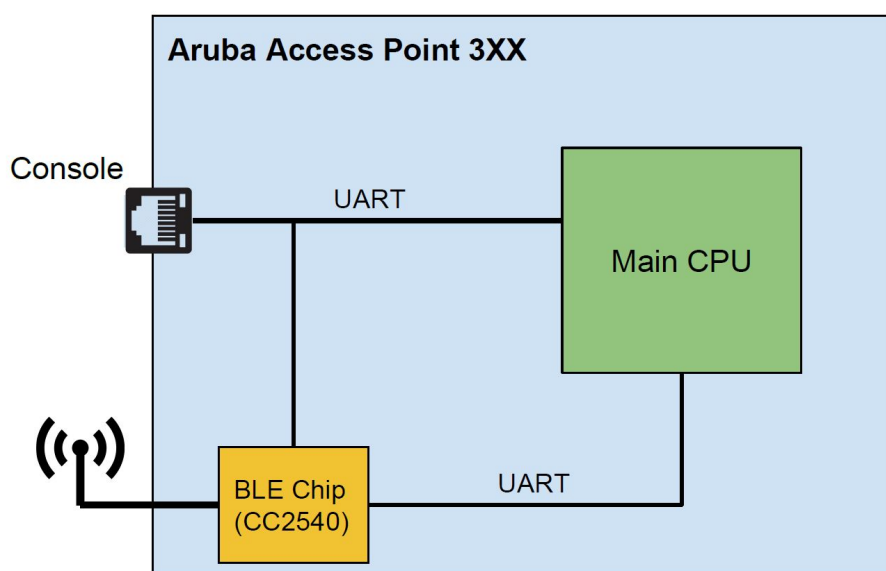 Aruba Access Point 3XX
Console
UART
Main CPU
UART
BLE Chip
(CC2540)